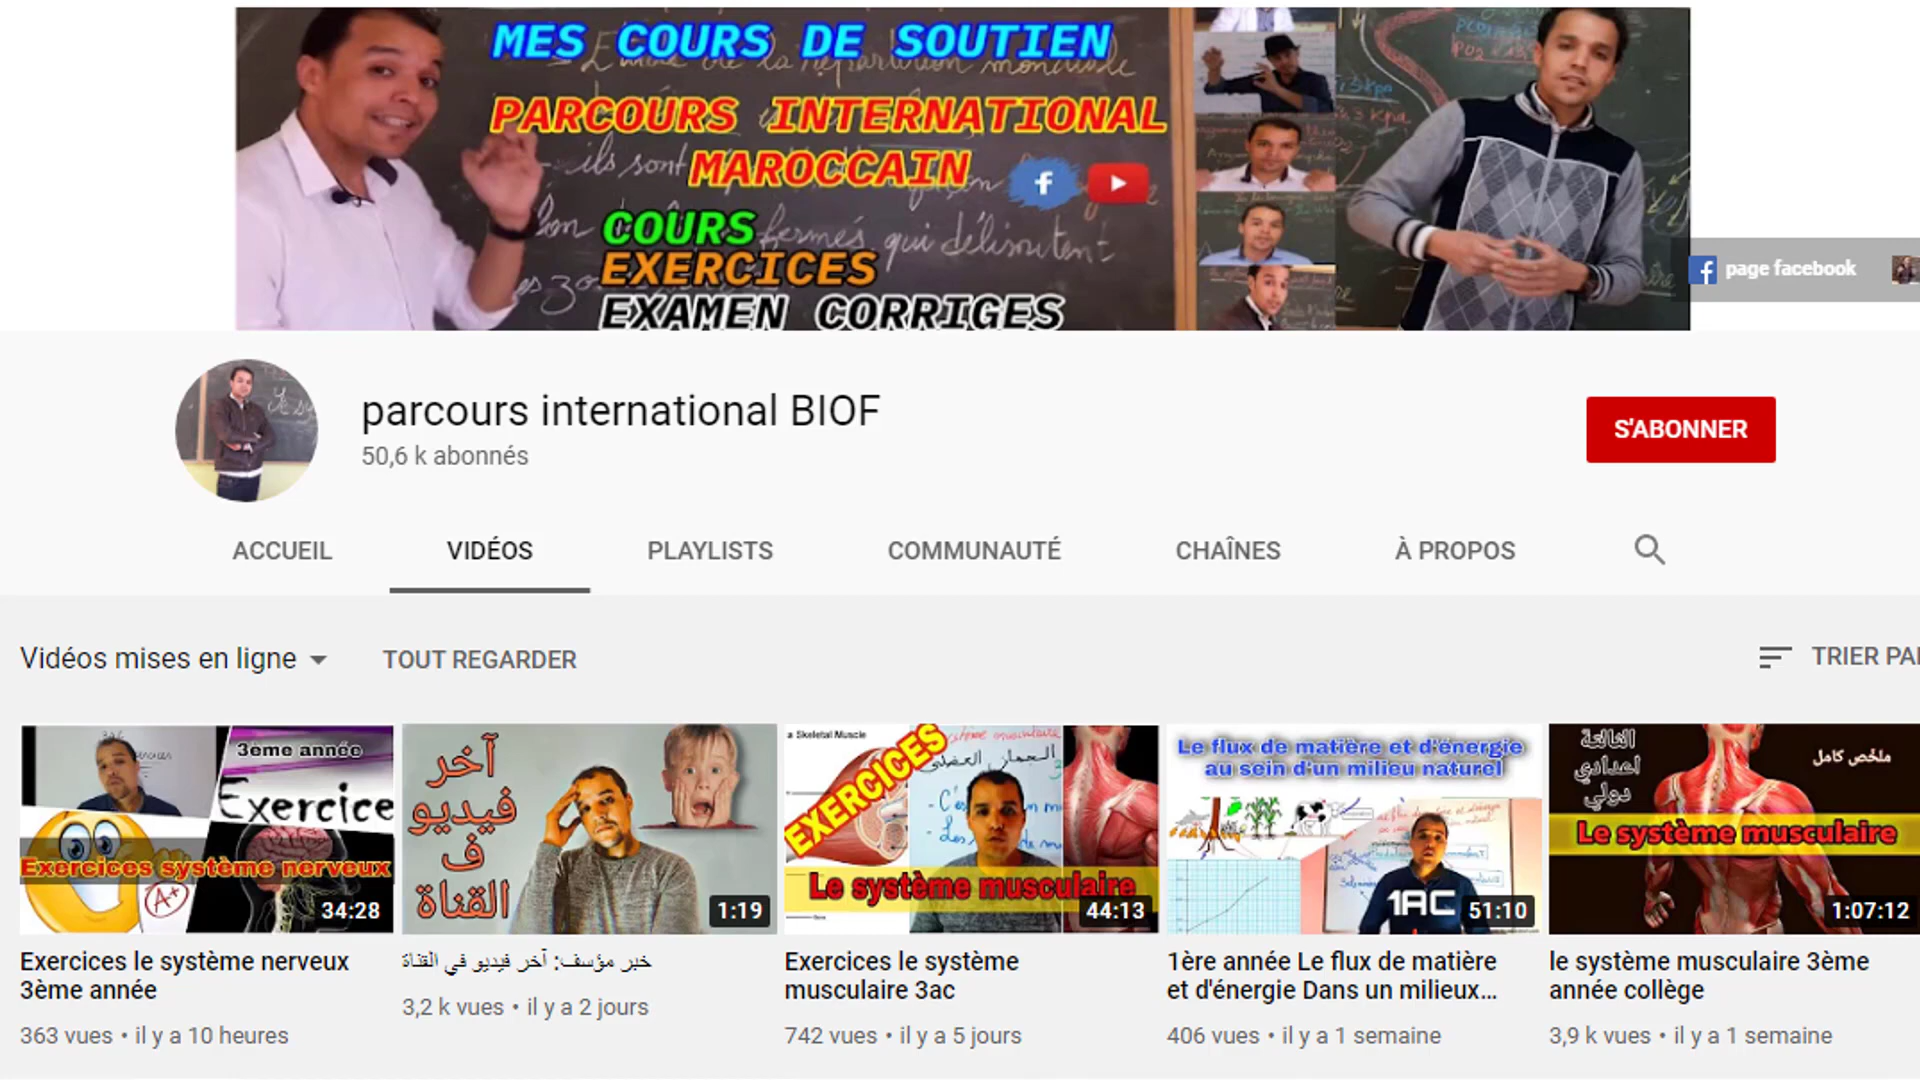 MES COURS DE SOUTIEN
PARCOURS INTERNATIONAL
MAROCCAIN
COURS
EXERCICES
EXAMEN CORRIGES
page facebook
parcours international BIOF
50,6 k abonnés
S'ABONNER
ACCUEIL
VIDÉOS
PLAYLISTS
COMMUNAUTÉ
CHAÎNES
À PROPOS
Vidéos mises en ligne
TOUT REGARDER
TRIER PA
3ème année
Exercice
Exercices système nerveux
A+
34:28
آخر
فيديو
ف
القناة
1:19
a Skeletal Muscle
EXERCICES
Le système musculaire
44:13
Le flux de matière et d'énergie
au sein d'un milieu naturel
1AC
51:10
الثالثة
اعدادي
دولي
ملخص كامل
Le système musculaire
1:07:12
Exercices le système nerveux
3ème année
363 vues • il y a 10 heures
خبر مؤسف: آخر فيديو في القناة
3,2 k vues • il y a 2 jours
Exercices le système
musculaire 3ac
742 vues • il y a 5 jours
1ère année Le flux de matière
et d'énergie Dans un milieux...
406 vues • il y a 1 semaine
le système musculaire 3ème
année collège
3,9 k vues • il y a 1 semaine